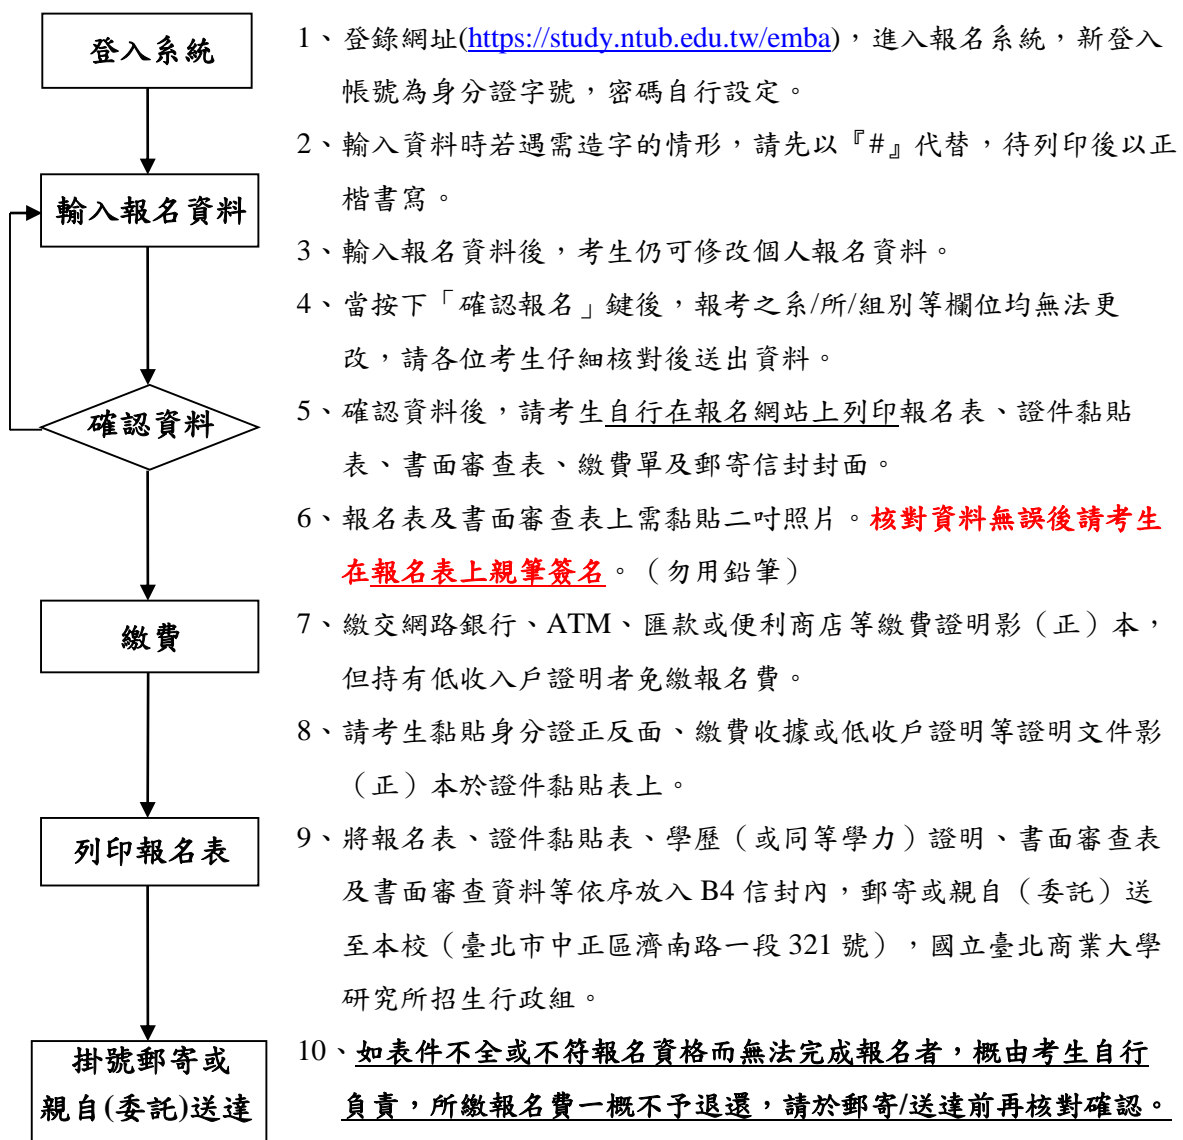 登入系統
輸入報名資料
確認資料
繳費
列印報名表
掛號郵寄或
親自(委託)送達
1、登錄網址(https://study.ntub.edu.tw/emba)，進入報名系統，新登入
帳號為身分證字號，密碼自行設定。
2、輸入資料時若遇需造字的情形，請先以『#』代替，待列印後以正
楷書寫。
3、輸入報名資料後，考生仍可修改個人報名資料。
4、當按下「確認報名」鍵後，報考之系/所/組別等欄位均無法更
改，請各位考生仔細核對後送出資料。
5、確認資料後，請考生自行在報名網站上列印報名表、證件黏貼
表、書面審查表、繳費單及郵寄信封封面。
6、報名表及書面審查表上需黏貼二吋照片。核對資料無誤後請考生
在報名表上親筆簽名。（勿用鉛筆）
7、繳交網路銀行、ATM、匯款或便利商店等繳費證明影（正）本，
但持有低收入戶證明者免繳報名費。
8、請考生黏貼身分證正反面、繳費收據或低收戶證明等證明文件影
（正）本於證件黏貼表上。
9、將報名表、證件黏貼表、學歷（或同等學力）證明、書面審查表
及書面審查資料等依序放入 B4 信封內，郵寄或親自（委託）送
至本校（臺北市中正區濟南路一段 321 號），國立臺北商業大學
研究所招生行政組。
10、如表件不全或不符報名資格而無法完成報名者，概由考生自行
負責，所繳報名費一概不予退還，請於郵寄/送達前再核對確認。